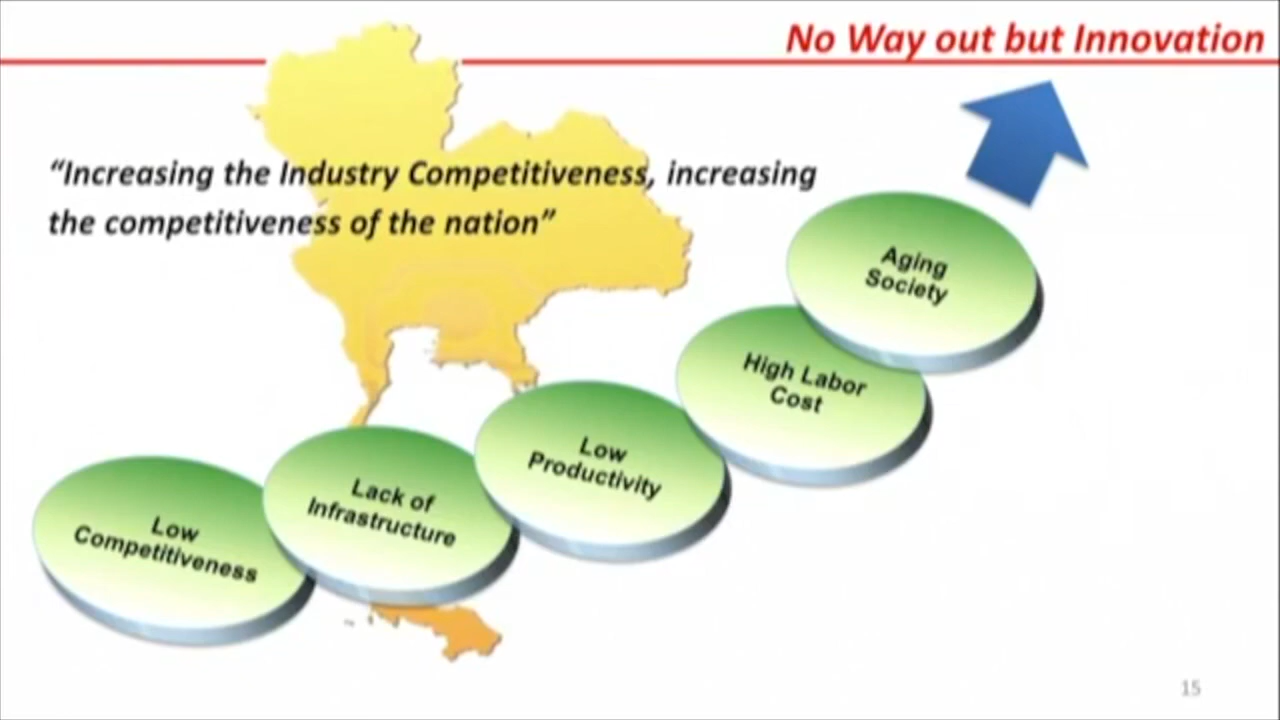 No Way out but Innovation
“Increasing the Industry Competitiveness, increasing
the competitiveness of the nation”
Aging
Society
High Labor
Cost
Low
Productivity
Lack of
Infrastructure
Low
Competitiveness
15